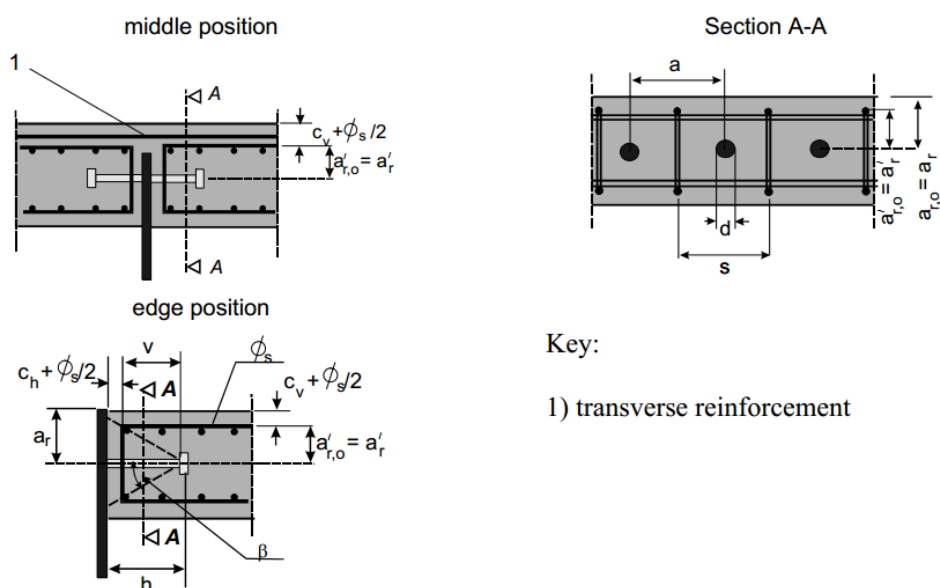 middle position
1
A
c_v + ϕ_s/2
a'_r,o = a'_r
A
Section A-A
a
d
s
a'_r,o = a'_r
a_r,o = a_r
edge position
v
ϕ_s
c_h + ϕ_s/2
A
c_v + ϕ_s/2
a_r
a'_r,o = a'_r
A
β
h
Key:
1) transverse reinforcement